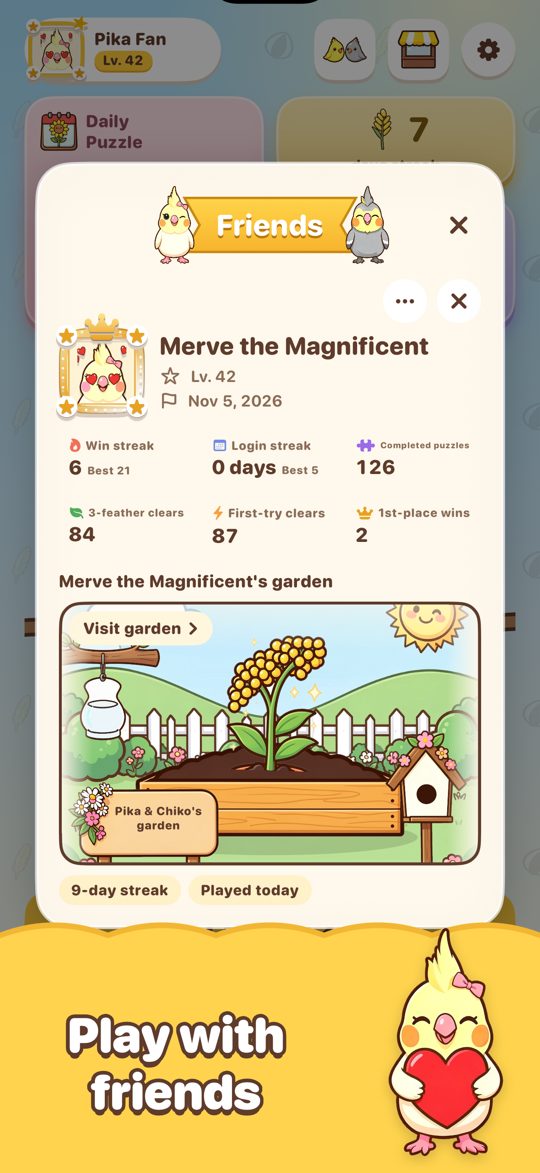 Pika Fan
Lv. 42
Daily
Puzzle
7
Friends
Merve the Magnificent
Lv. 42
Nov 5, 2026
Win streak
6 Best 21
Login streak
0 days Best 5
Completed puzzles
126
3-feather clears
84
First-try clears
87
1st-place wins
2
Merve the Magnificent's garden
Visit garden
Pika & Chiko's
garden
9-day streak
Played today
Play with
friends